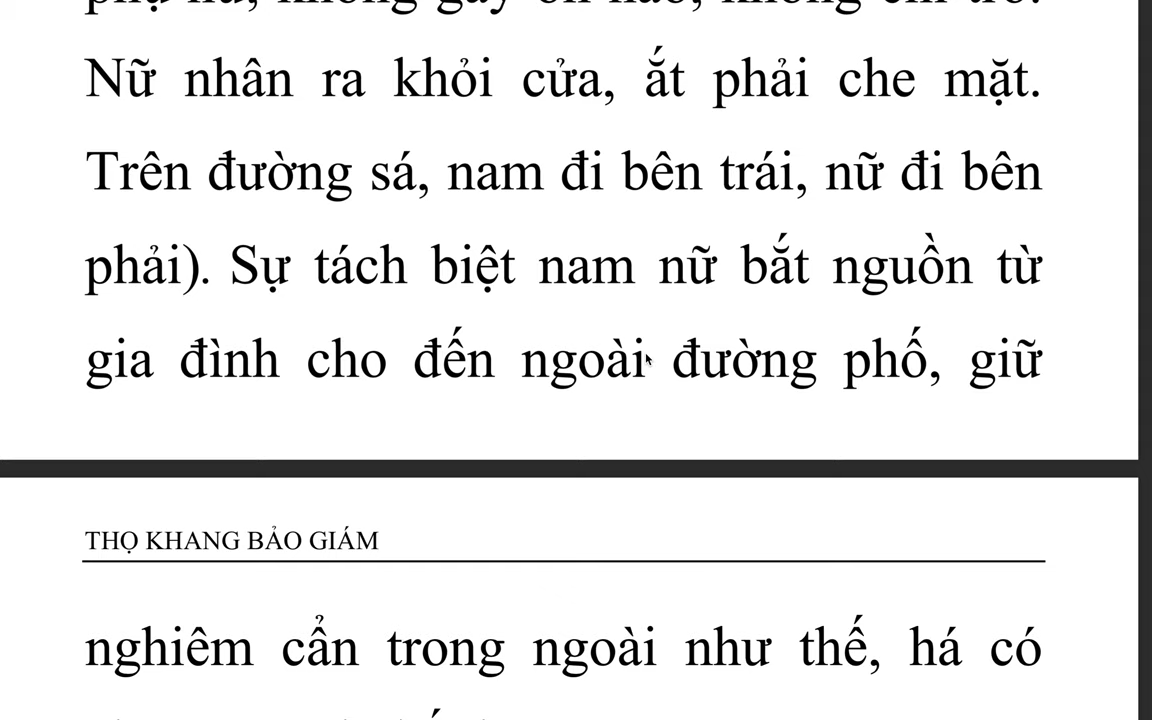 Nữ nhân ra khỏi cửa, ắt phải che mặt.
Trên đường sá, nam đi bên trái, nữ đi bên
phải). Sự tách biệt nam nữ bắt nguồn từ
gia đình cho đến ngoài đường phố, giữ
THỌ KHANG BẢO GIÁM
nghiêm cẩn trong ngoài như thế, há có